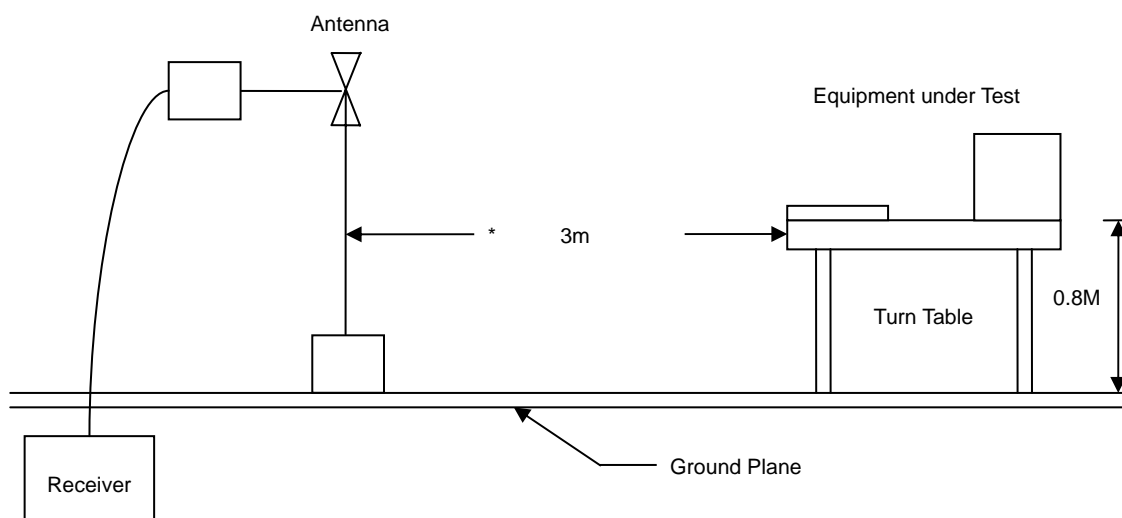 Antenna
Equipment under Test
* 3m
0.8M
Turn Table
Ground Plane
Receiver